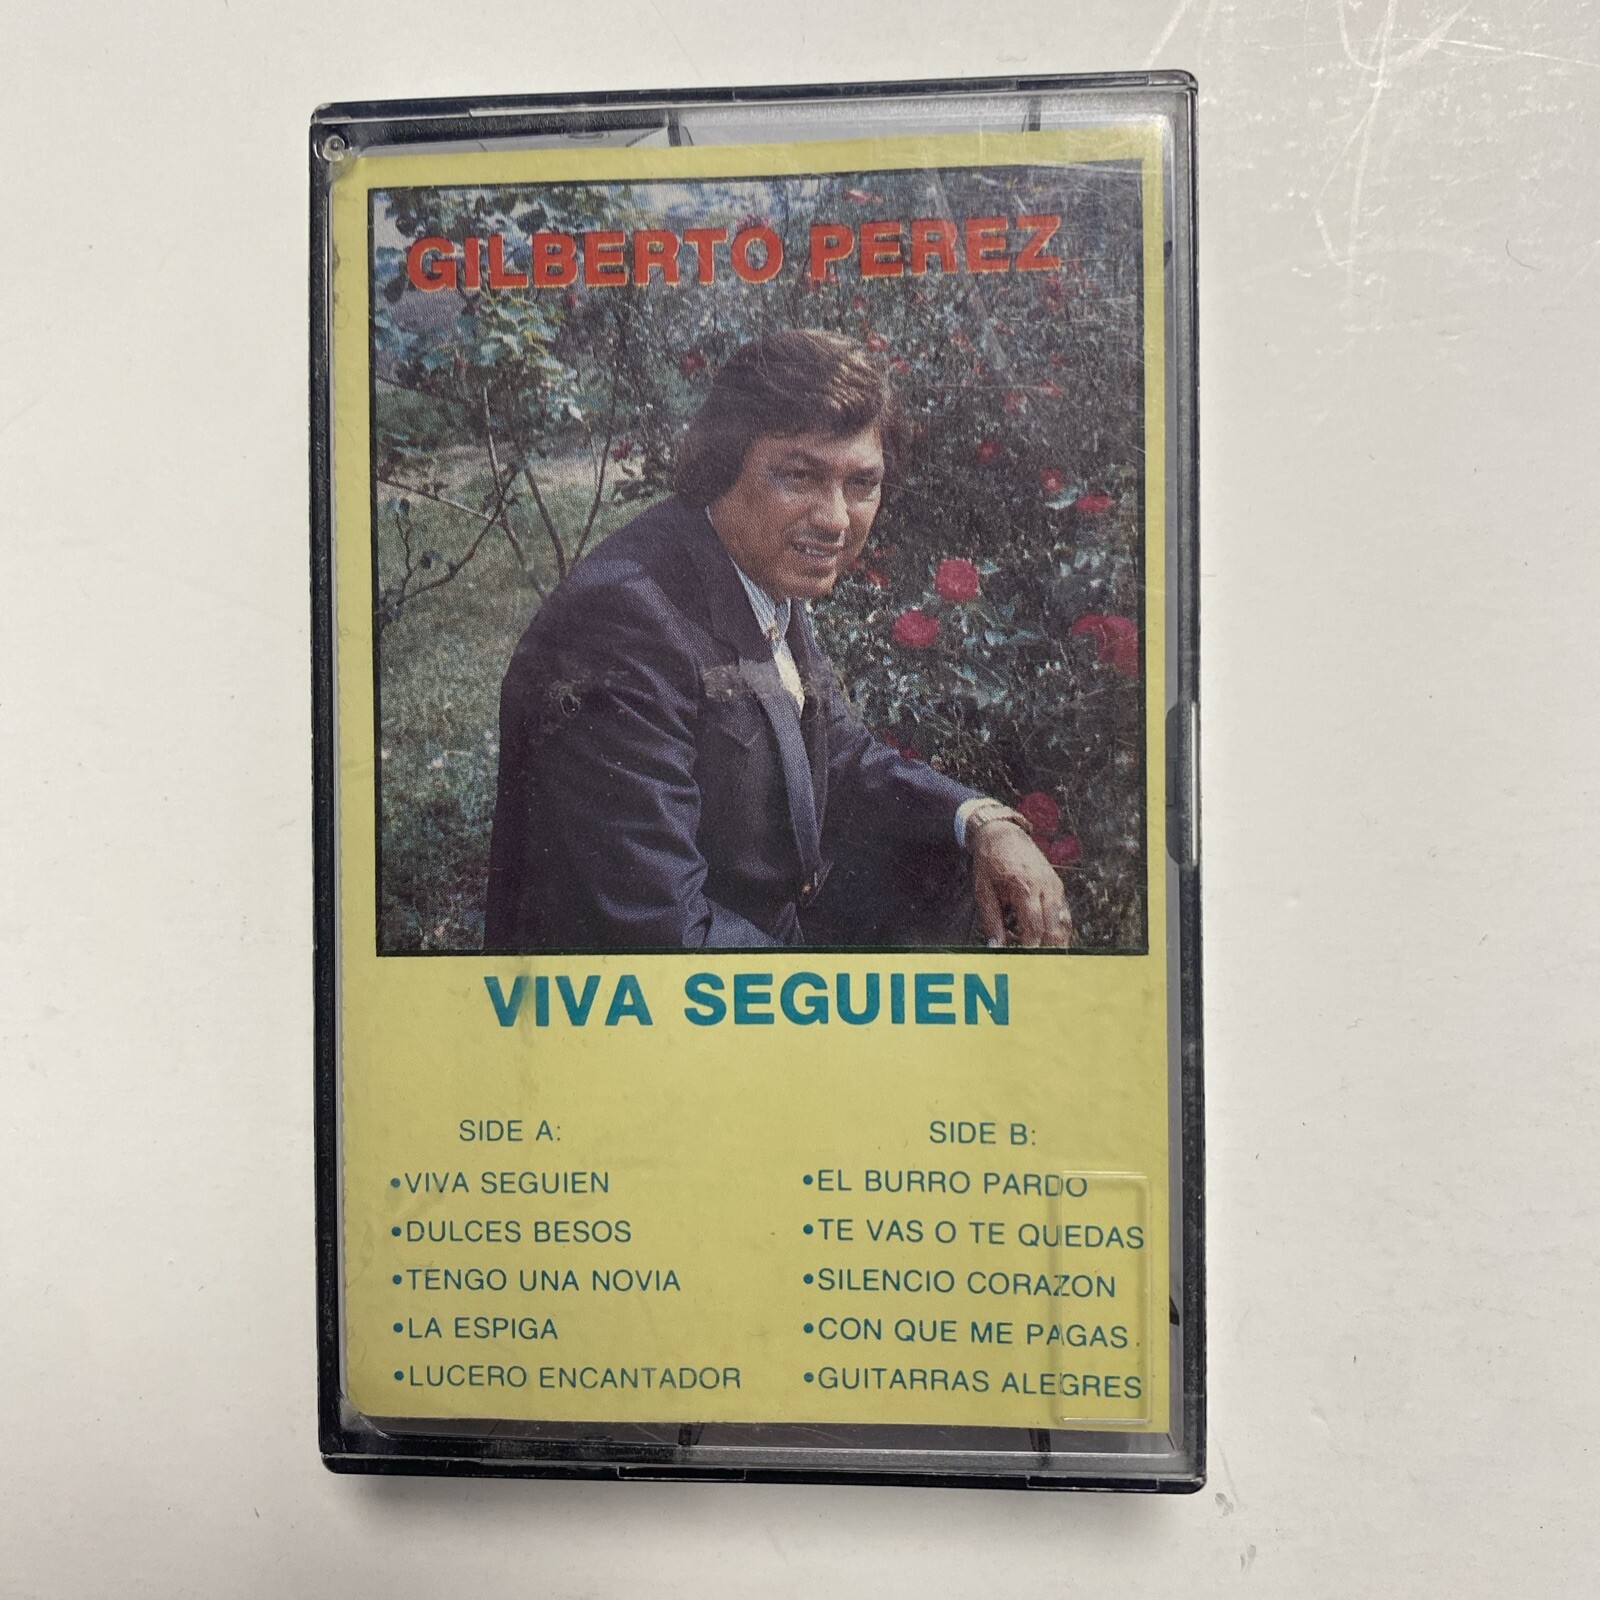 GILBERTO PEREZ
VIVA SEGUIEN
SIDE A:
•VIVA SEGUIEN
•DULCES BESOS
•TENGO UNA NOVIA
•LA ESPIGA
•LUCERO ENCANTADOR
SIDE B:
•EL BURRO PARDO
•TE VAS O TE QUEDAS
•SILENCIO CORAZON
•CON QUE ME PAGAS.
•GUITARRAS ALEGRES